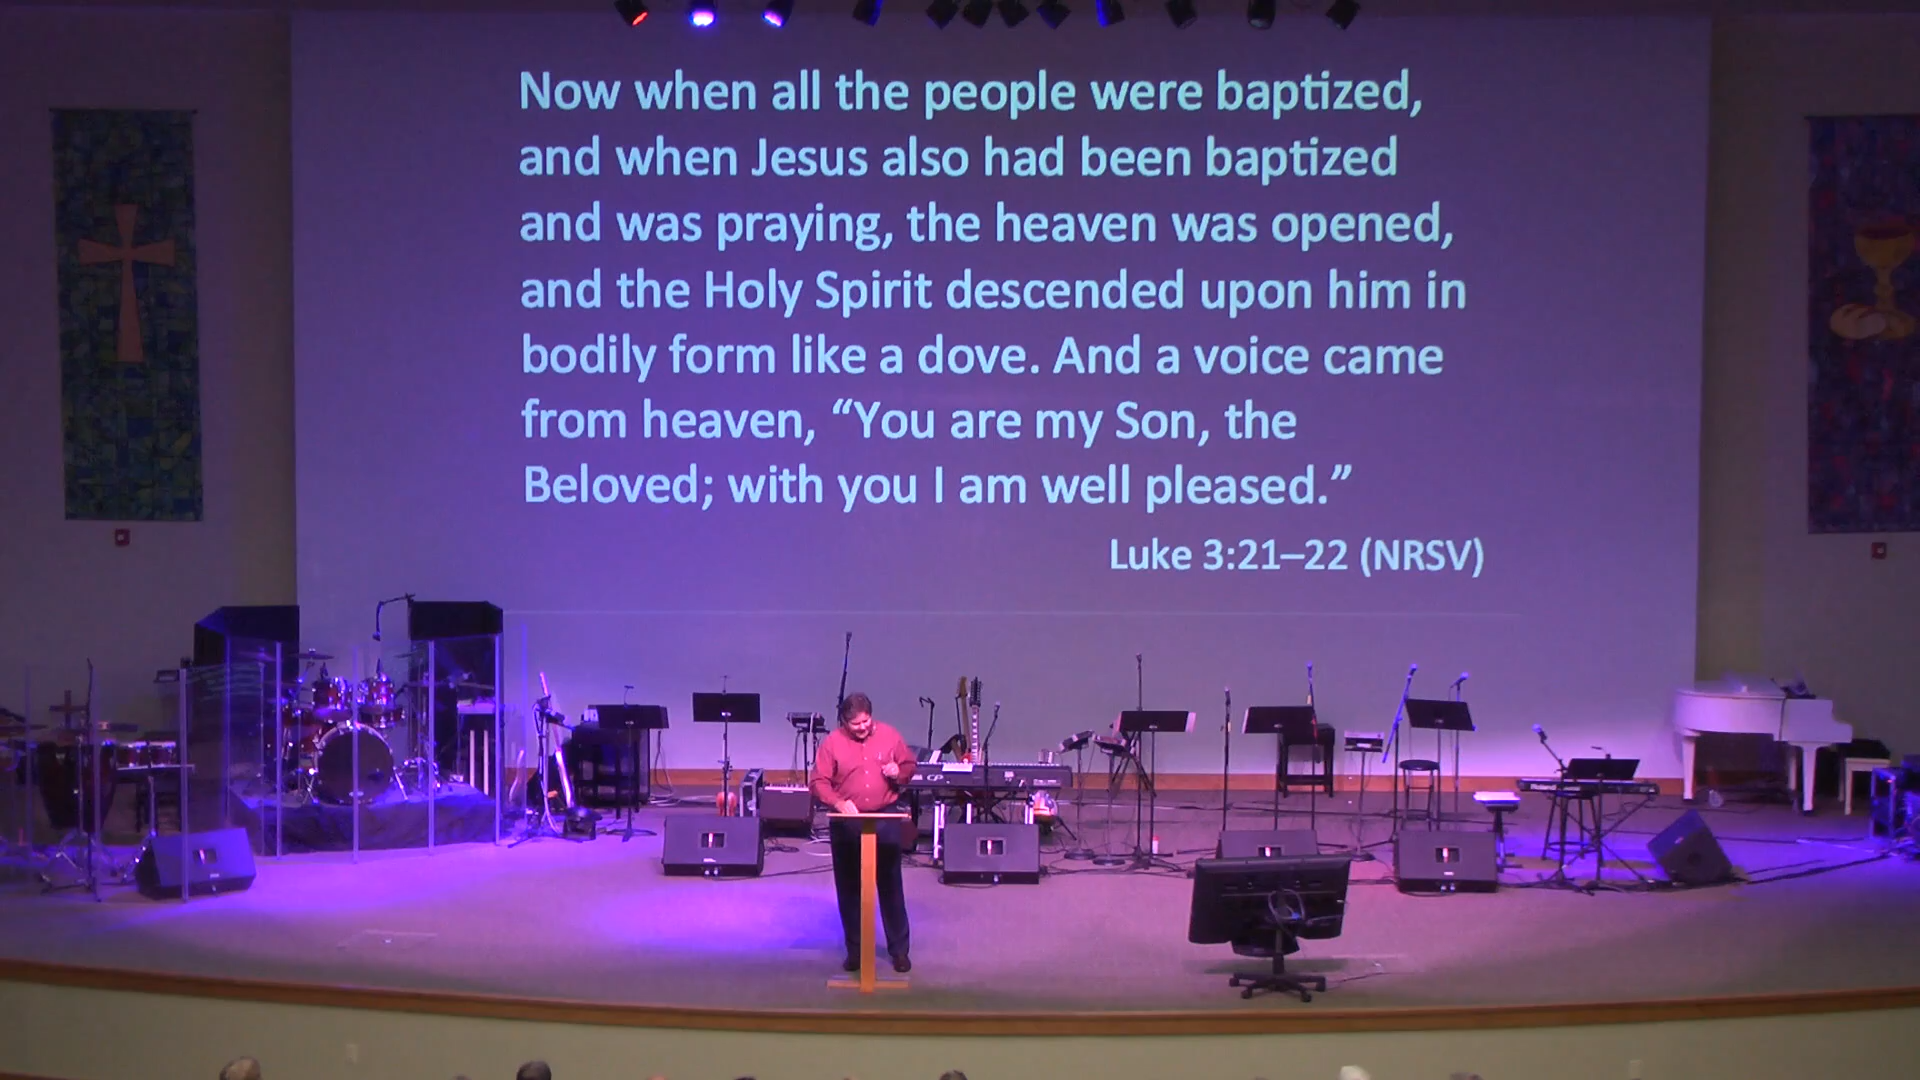 Now when all the people were baptized,
and when Jesus also had been baptized
and was praying, the heaven was opened,
and the Holy Spirit descended upon him in
bodily form like a dove. And a voice came
from heaven, “You are my Son, the
Beloved; with you I am well pleased.”
Luke 3:21–22 (NRSV)
CP